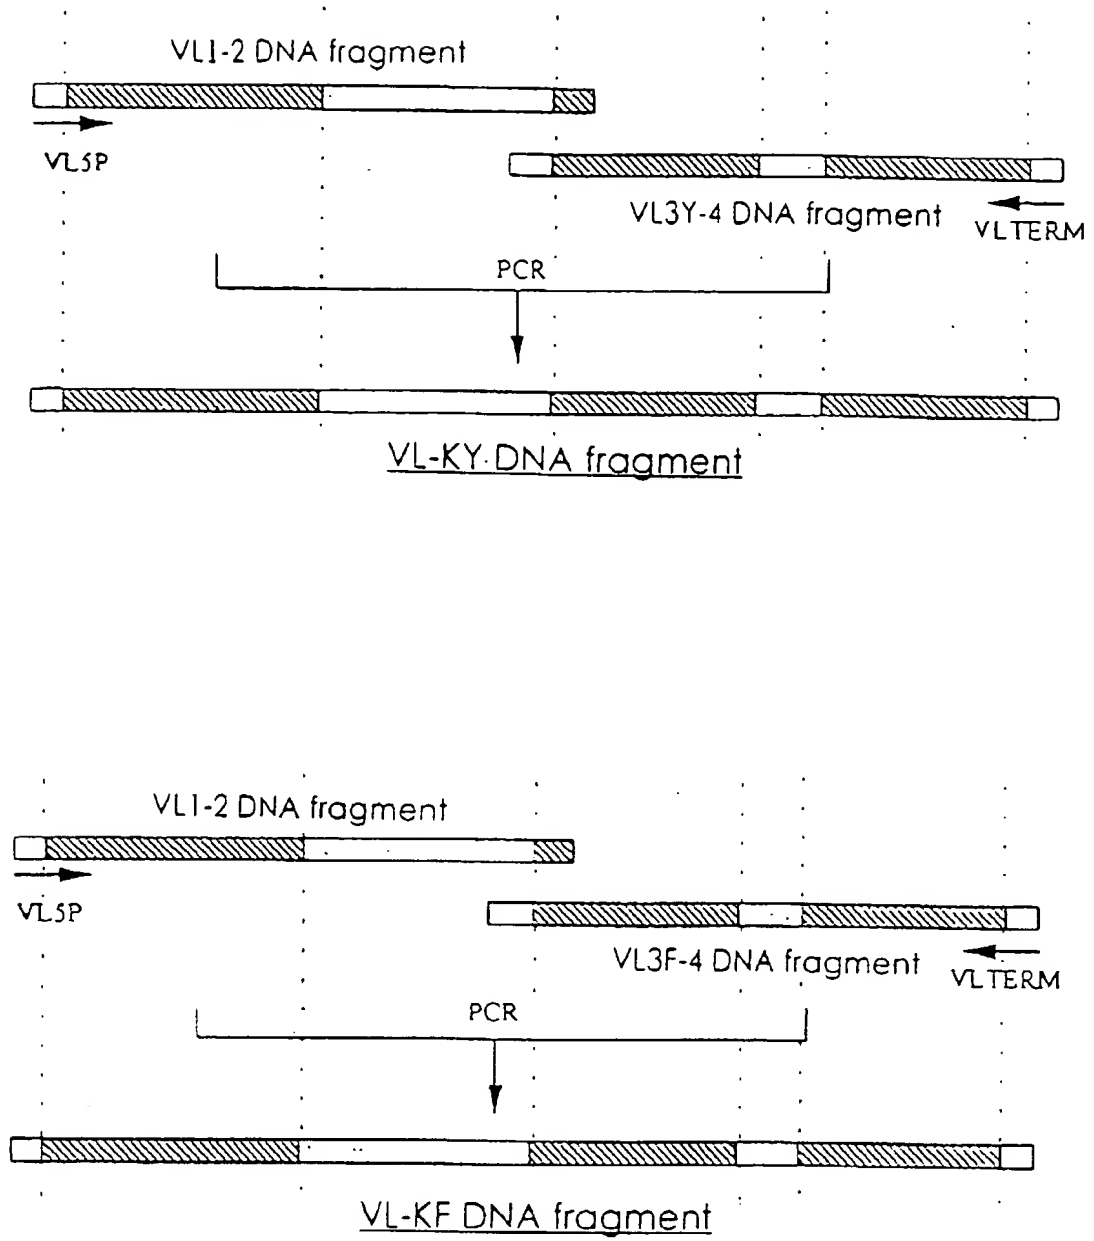 VL1-2 DNA fragment
VL5P
VL3Y-4 DNA fragment
VLTERM
PCR
VL-KY DNA fragment
VL1-2 DNA fragment
VL5P
VL3F-4 DNA fragment
VLTERM
PCR
VL-KF DNA fragment